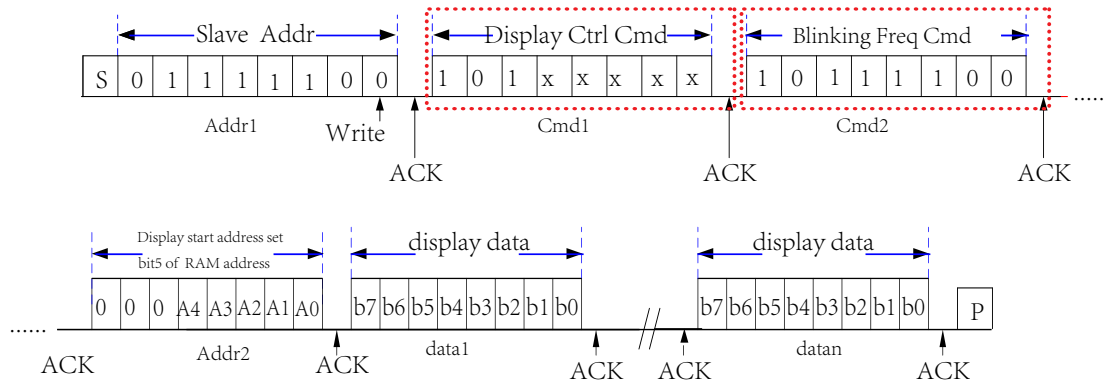 Slave Addr Display Ctrl Cmd Blinking Freq Cmd
S 0 1 1 1 1 1 0 0 1 0 1 x x x x x 1 0 1 1 1 1 0 0
Addr1 Write Cmd1 Cmd2 ......
ACK ACK ACK
Display start address set
bit5 of RAM address
display data display data
0 0 0 A4 A3 A2 A1 A0 b7 b6 b5 b4 b3 b2 b1 b0 b7 b6 b5 b4 b3 b2 b1 b0 P
...... Addr2 data1 // datan
ACK ACK ACK ACK ACK